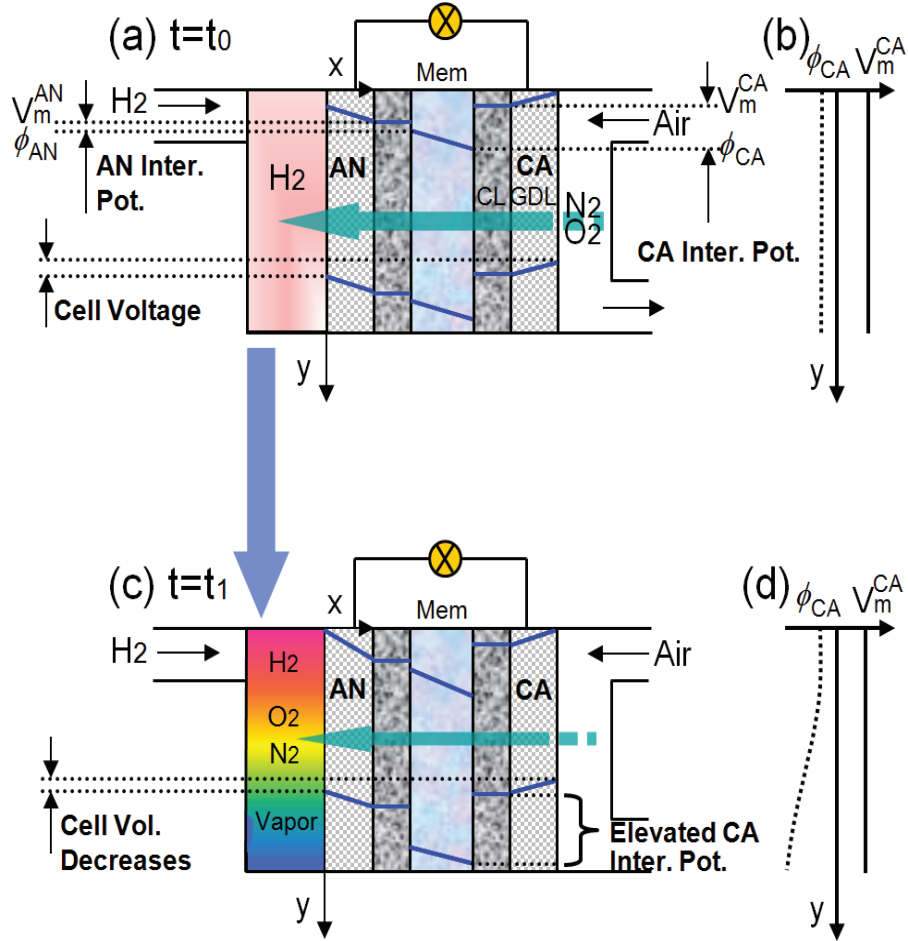 (a) t=t0
(b)
ϕCA VmCA
x
Mem
VmAN
H2
VmCA
Air
ϕAN
ϕCA
AN Inter.
Pot.
AN
CA
H2
CL GDL
N2
O2
CA Inter. Pot.
Cell Voltage
y
y
(c) t=t1
(d)
ϕCA VmCA
x
Mem
H2
H2
Air
AN
CA
O2
N2
Vapor
Cell Vol.
Decreases
Elevated CA
Inter. Pot.
y
y